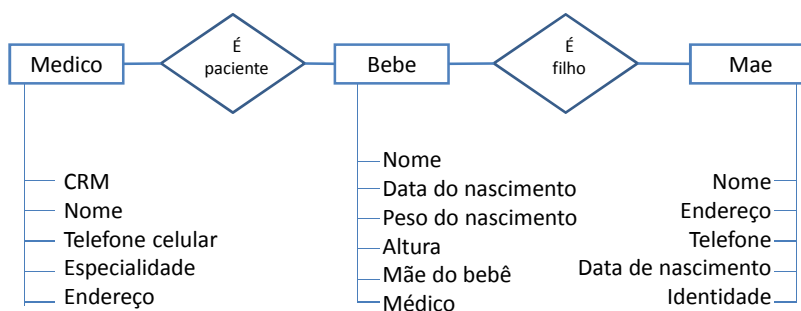 Medico
É
paciente
Bebe
É
filho
Mae
CRM
Nome
Telefone celular
Especialidade
Endereço
Nome
Data do nascimento
Peso do nascimento
Altura
Mãe do bebê
Médico
Nome
Endereço
Telefone
Data de nascimento
Identidade